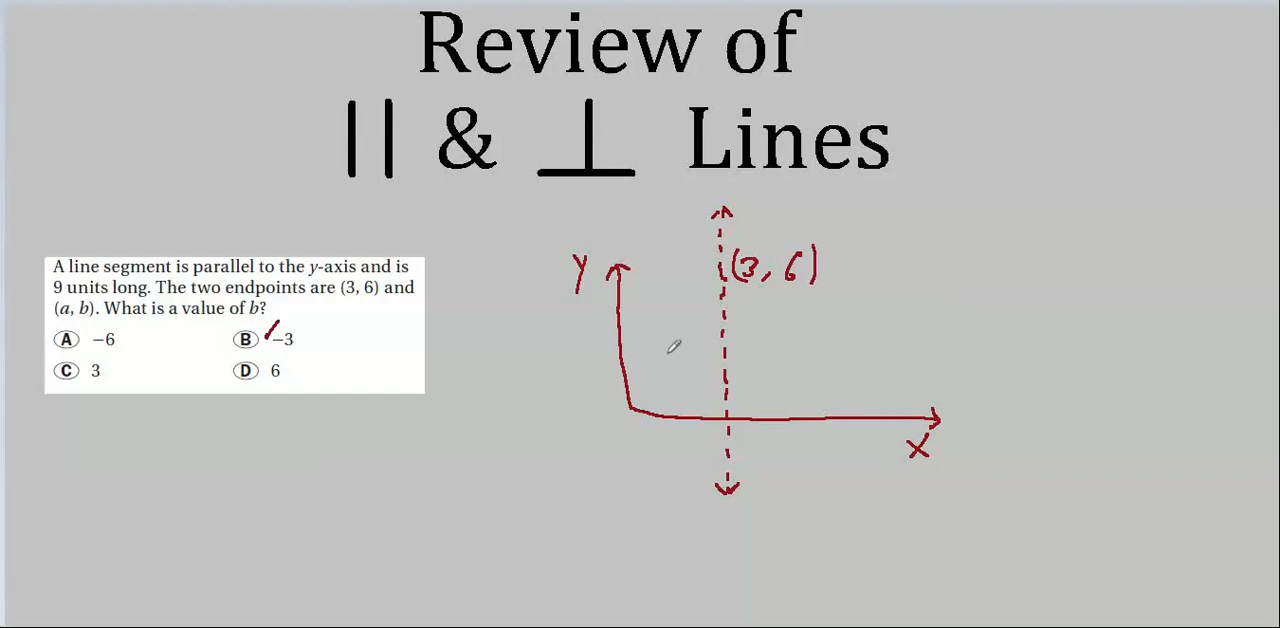 Review of
|| & ⊥ Lines
A line segment is parallel to the y-axis and is
9 units long. The two endpoints are (3, 6) and
(a, b). What is a value of b?
A −6
B −3
C 3
D 6
Y
(3, 6)
X